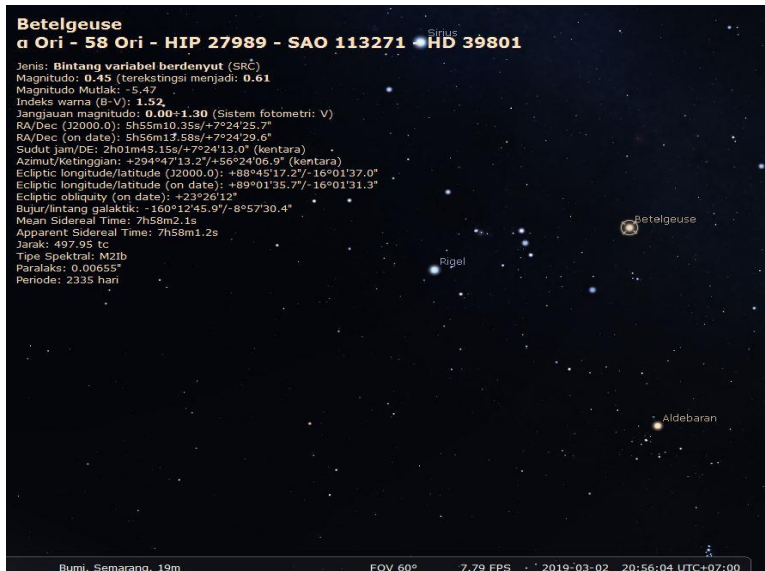 Betelgeuse
α Ori - 58 Ori - HIP 27989 - SAO 113271 - HD 39801
Sirius
Jenis: Bintang variabel berdenyut (SRC)
Magnitudo: 0.45 (terekstingsi menjadi: 0.61
Magnitudo Mutlak: -5.47
Indeks warna (B-V): 1.52
Jangjauan magnitudo: 0.00÷1.30 (Sistem fotometri: V)
RA/Dec (J2000.0): 5h55m10.35s/+7°24'25.7"
RA/Dec (on date): 5h56m13.58s/+7°24'29.6"
Sudut jam/DE: 2h01m45.15s/+7°24'13.0" (kentara)
Azimut/Ketinggian: +294°47'13.2"/+56°24'06.9" (kentara)
Ecliptic longitude/latitude (J2000.0): +88°45'17.2"/-16°01'37.0"
Ecliptic longitude/latitude (on date): +89°01'35.7"/-16°01'31.3"
Ecliptic obliquity (on date): +23°26'12"
Bujur/lintang galaktik: -160°12'45.9"/-8°57'30.4"
Mean Sidereal Time: 7h58m2.1s
Apparent Sidereal Time: 7h58m1.2s
Jarak: 497.95 tc
Tipe Spektral: M2Ib
Paralaks: 0.00655"
Periode: 2335 hari
Betelgeuse
Rigel
Aldebaran
Bumi, Semarang, 19m FOV 60° 7.79 FPS 2019-03-02 20:56:04 UTC+07:00